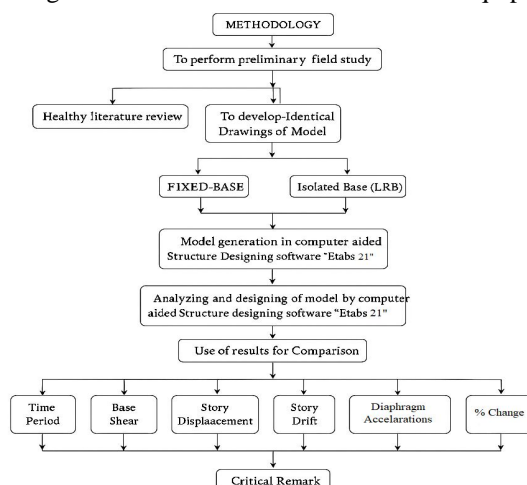 METHODOLOGY
To perform preliminary field study
Healthy literature review
To develop-Identical
Drawings of Model
FIXED-BASE
Isolated Base (LRB)
Model generation in computer aided
Structure Designing software "Etabs 21"
Analyzing and designing of model by computer
aided Structure designing software "Etabs 21"
Use of results for Comparison
Time
Period
Base
Shear
Story
Displaacement
Story
Drift
Diaphragm
Accelarations
% Change
Critical Remark